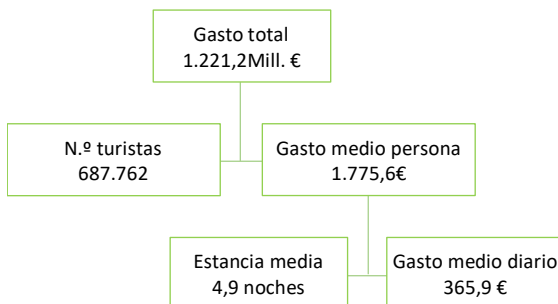 Gasto total
1.221,2Mill. €
N.º turistas
687.762
Gasto medio persona
1.775,6€
Estancia media
4,9 noches
Gasto medio diario
365,9 €